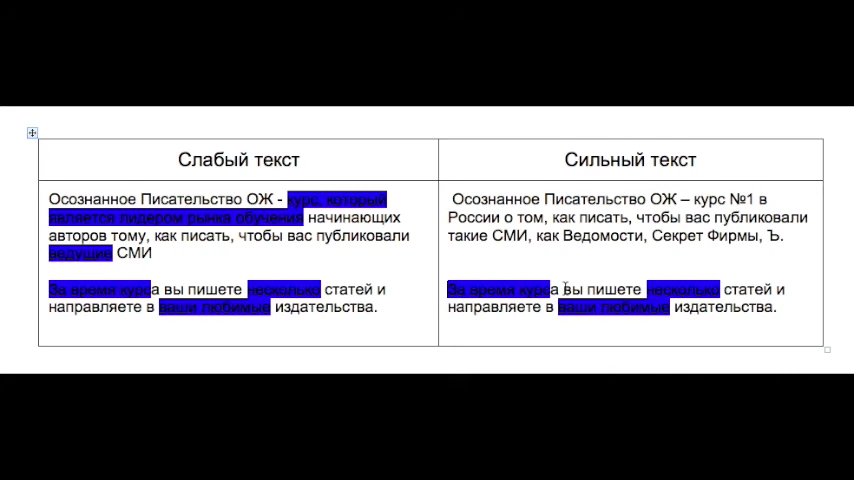 Слабый текст
Сильный текст
Осознанное Писательство ОЖ - курс, который
является лидером рынка обучения начинающих
авторов тому, как писать, чтобы вас публиковали
ведущие СМИ
За время курса вы пишете несколько статей и
направляете в ваши любимые издательства.
Осознанное Писательство ОЖ – курс №1 в
России о том, как писать, чтобы вас публиковали
такие СМИ, как Ведомости, Секрет Фирмы, Ъ.
За время курса вы пишете несколько статей и
направляете в ваши любимые издательства.